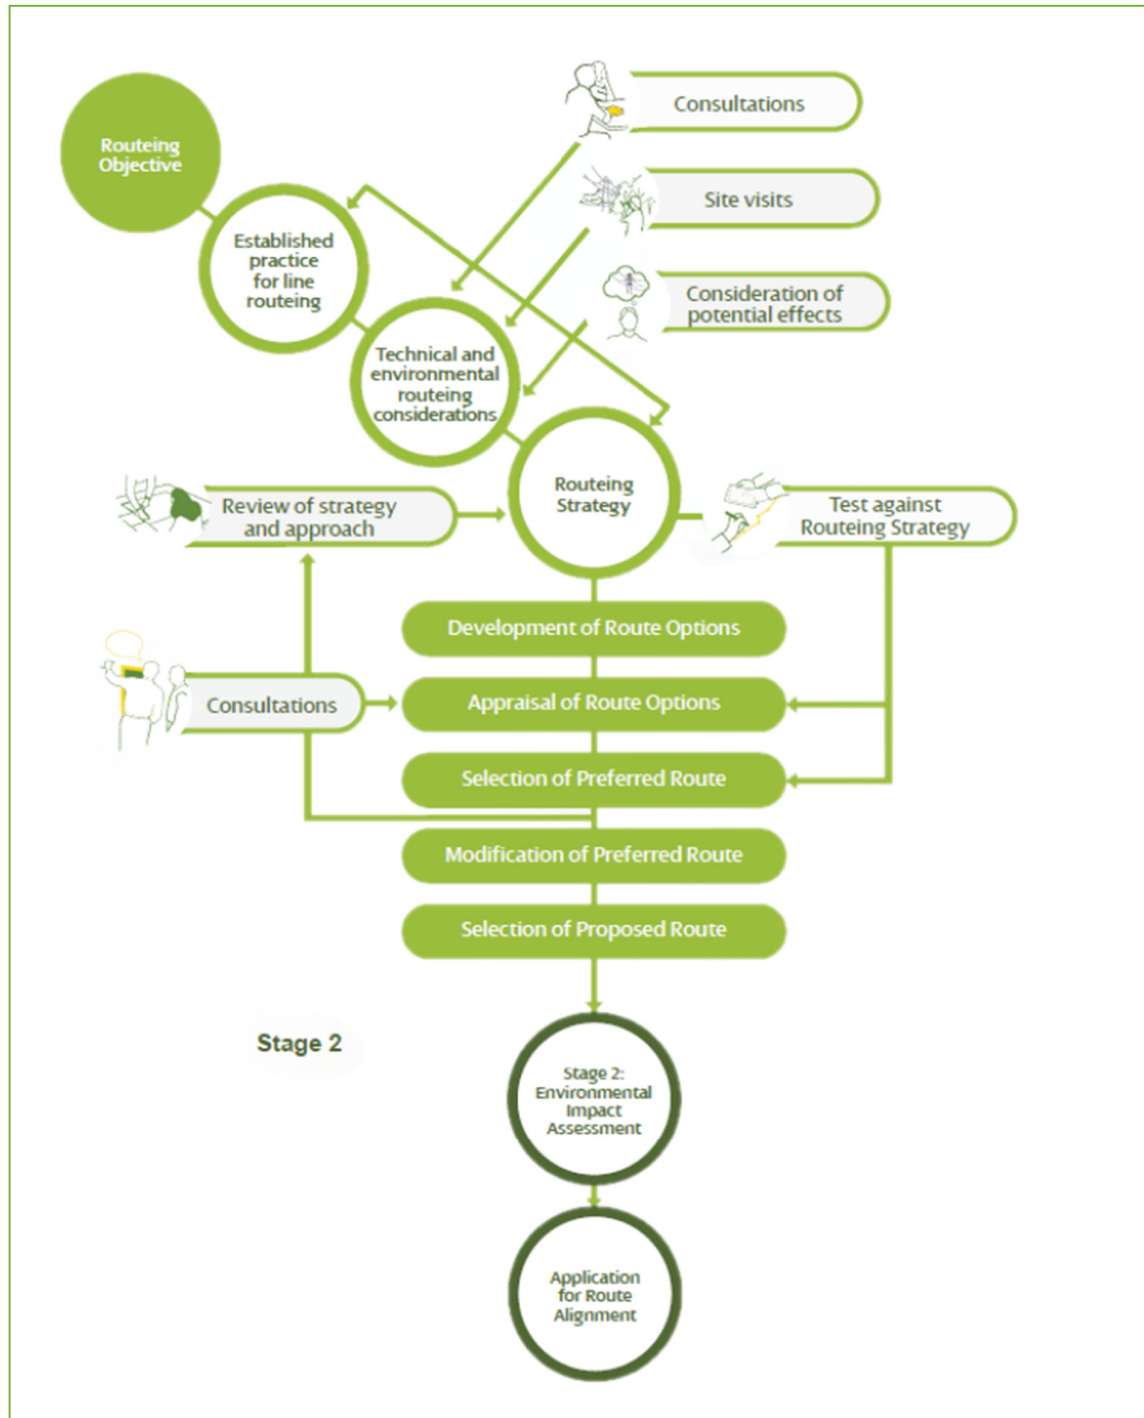 Routeing
Objective
Consultations
Established
practice
for line
routeing
Site visits
Consideration of
potential effects
Technical and
environmental
routeing
considerations
Routeing
Strategy
Review of strategy
and approach
Test against
Routeing Strategy
Development of Route Options
Consultations
Appraisal of Route Options
Selection of Preferred Route
Modification of Preferred Route
Selection of Proposed Route
Stage 2
Stage 2:
Environmental
Impact
Assessment
Application
for Route
Alignment